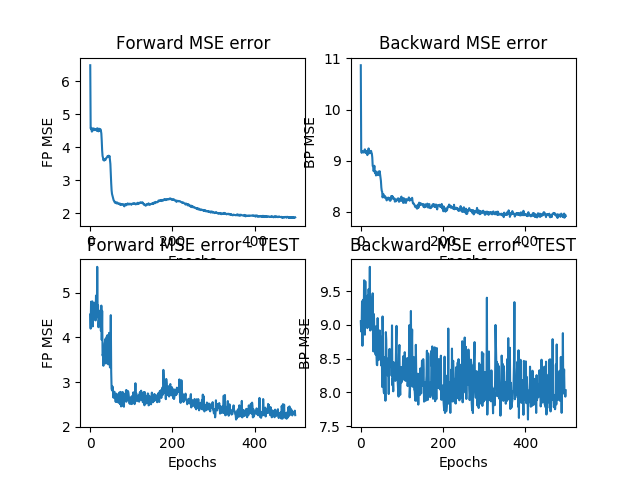 Forward MSE error
Backward MSE error
FP MSE
6
5
4
3
2
0
200
400
Epochs
BP MSE
11
10
9
8
0
200
400
Epochs
Forward MSE error - TEST
Backward MSE error - TEST
FP MSE
5
4
3
2
0
200
400
Epochs
BP MSE
9.5
9.0
8.5
8.0
7.5
0
200
400
Epochs